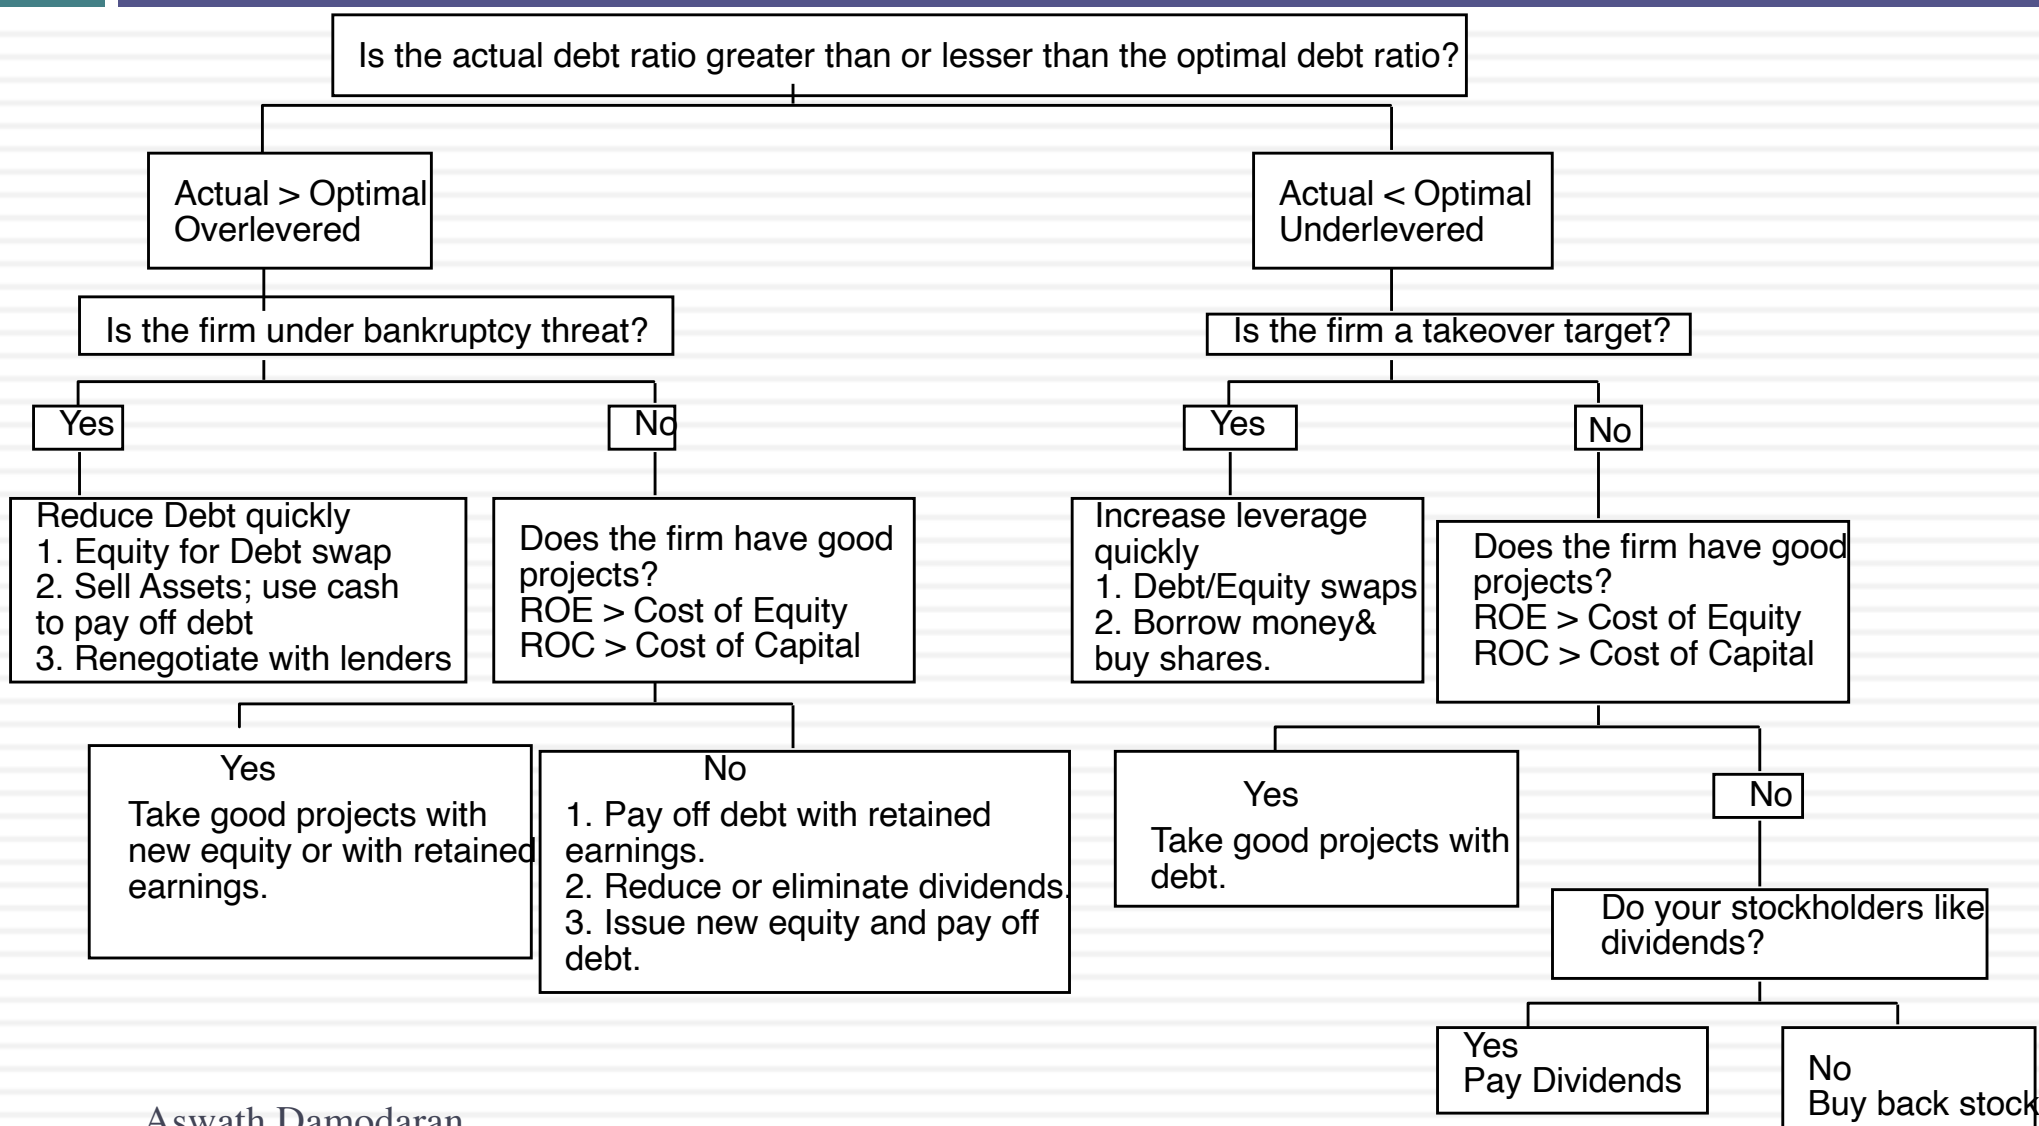 Is the actual debt ratio greater than or lesser than the optimal debt ratio?
Actual > Optimal
Overlevered
Actual < Optimal
Underlevered
Is the firm under bankruptcy threat?
Is the firm a takeover target?
Yes
No
Yes
No
Reduce Debt quickly
1. Equity for Debt swap
2. Sell Assets; use cash
to pay off debt
3. Renegotiate with lenders
Does the firm have good
projects?
ROE > Cost of Equity
ROC > Cost of Capital
Increase leverage
quickly
1. Debt/Equity swaps
2. Borrow money&
buy shares.
Does the firm have good
projects?
ROE > Cost of Equity
ROC > Cost of Capital
Yes
Take good projects with
new equity or with retained
earnings.
No
1. Pay off debt with retained
earnings.
2. Reduce or eliminate dividends.
3. Issue new equity and pay off
debt.
Yes
Take good projects with
debt.
No
Do your stockholders like
dividends?
Yes
Pay Dividends
No
Buy back stock
Aswath Damodaran